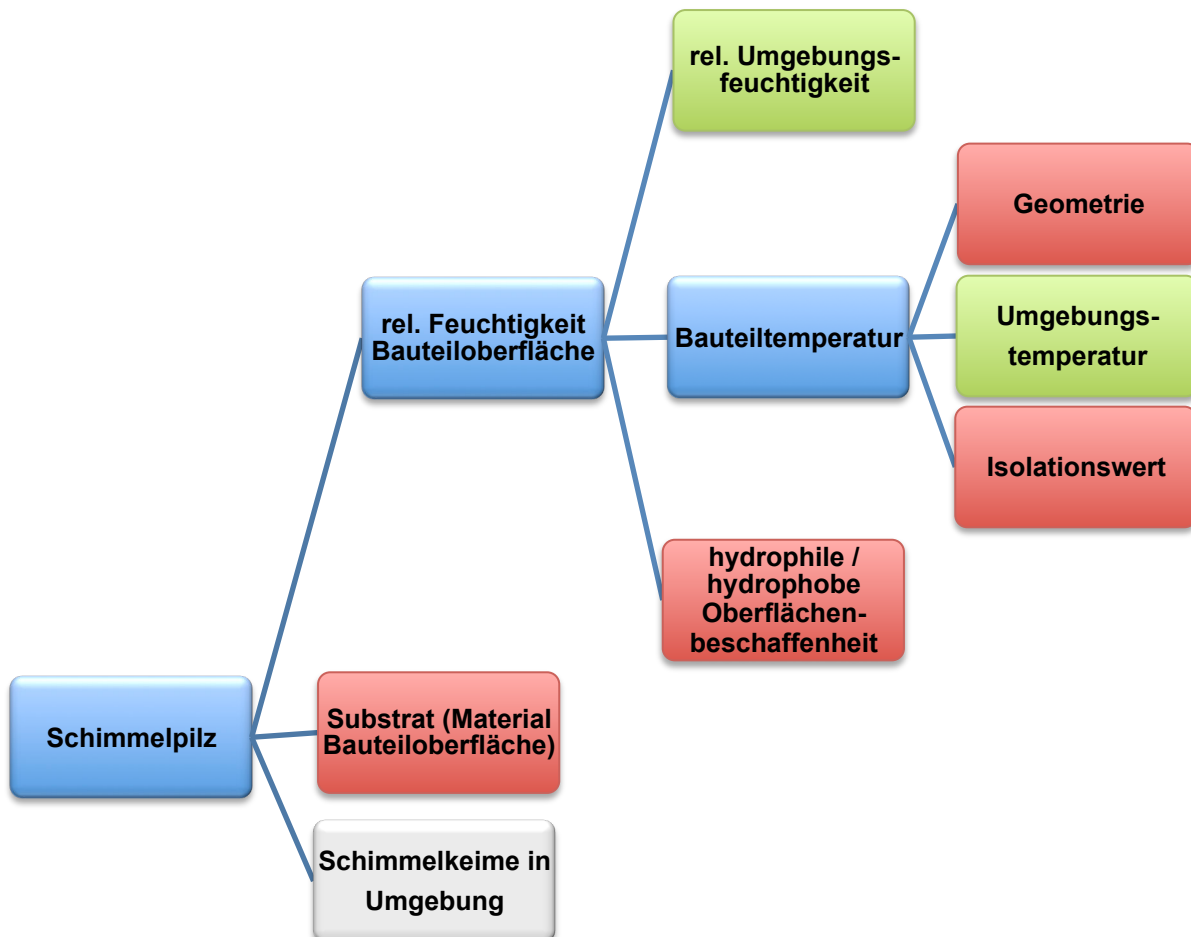 rel. Umgebungs-
feuchtigkeit
Geometrie
rel. Feuchtigkeit
Bauteiloberfläche
Bauteiltemperatur
Umgebungs-
temperatur
Isolationswert
hydrophile /
hydrophobe
Oberflächen-
beschaffenheit
Schimmelpilz
Substrat (Material
Bauteiloberfläche)
Schimmelkeime in
Umgebung